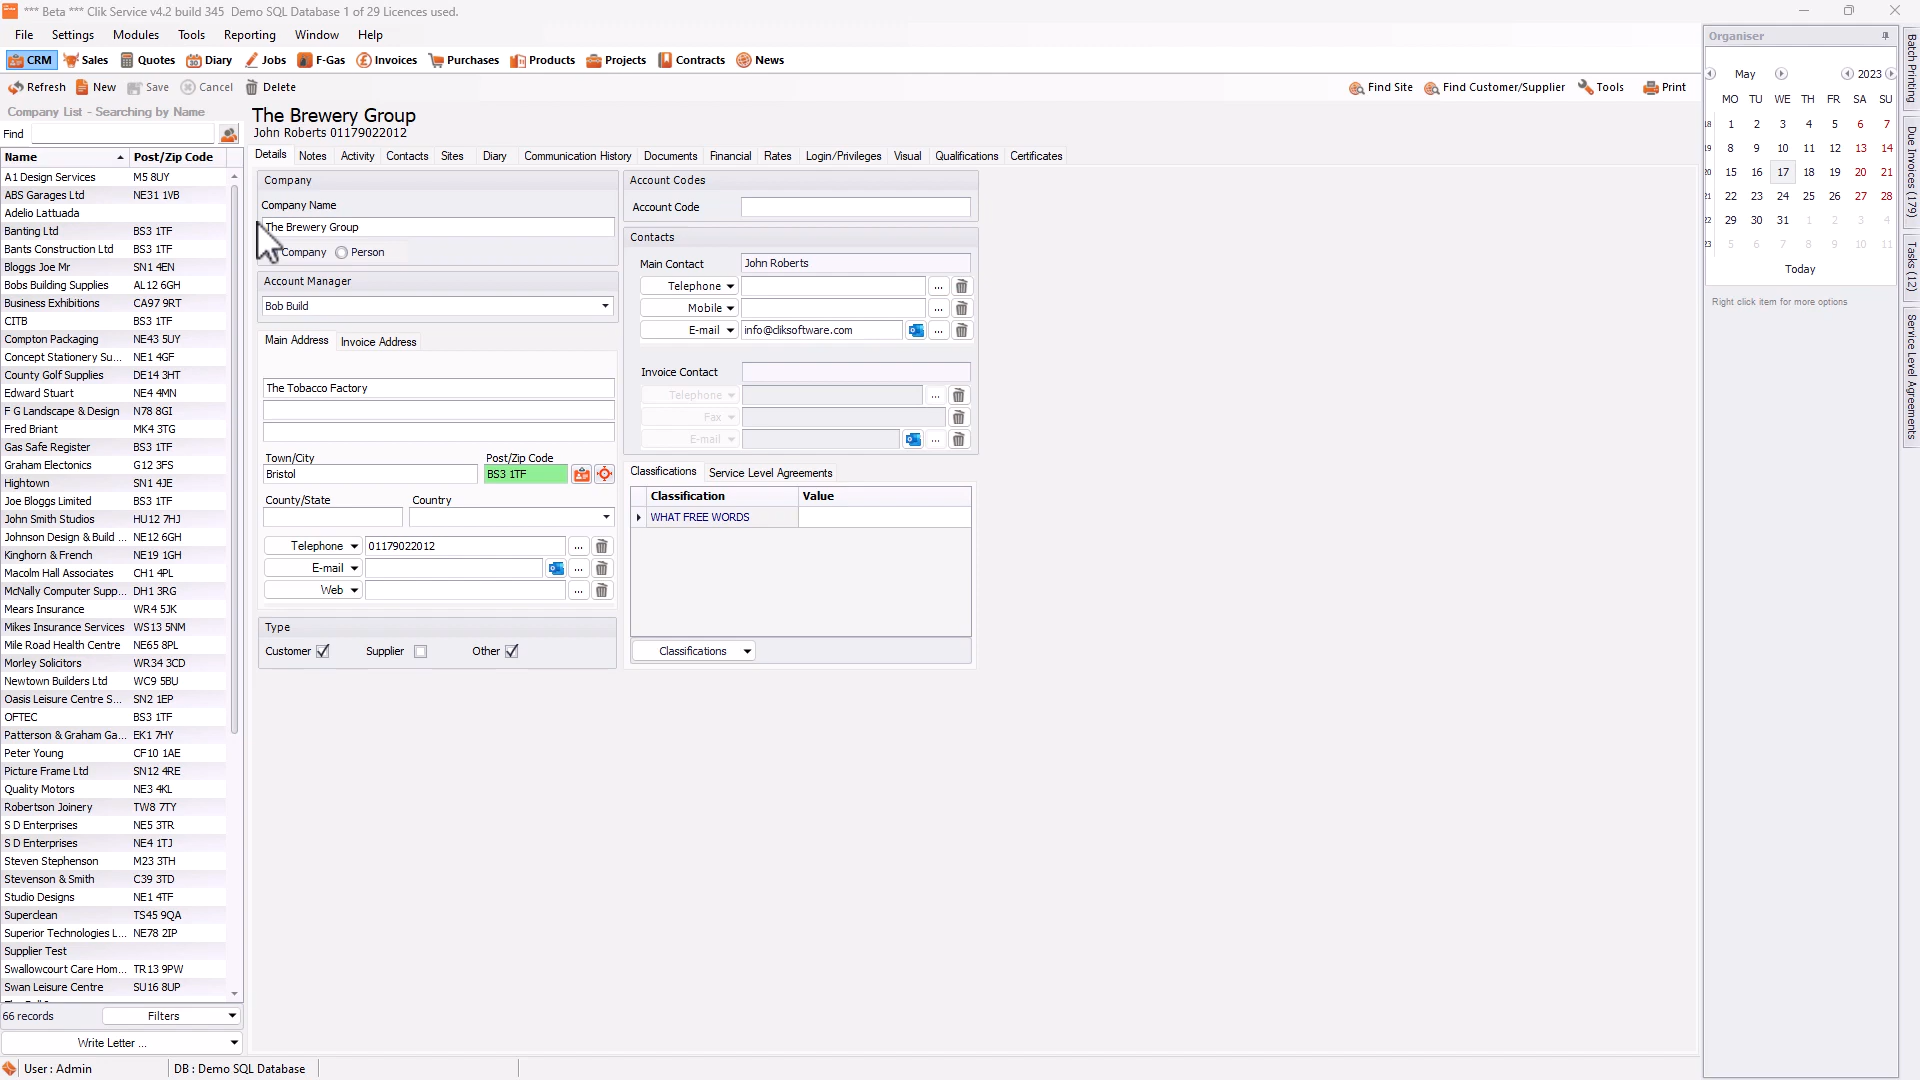 *** Beta *** Clik Service v4.2 build 345  Demo SQL Database 1 of 29 Licences used.
File Settings Modules Tools Reporting Window Help
CRM Sales Quotes Diary Jobs F-Gas Invoices Purchases Products Projects Contracts News
Refresh New Save Cancel Delete Find Site Find Customer/Supplier Tools Print
Company List - Searching by Name
Find
Name Post/Zip Code
A1 Design Services M5 8UY
ABS Garages Ltd NE31 1VB
Adelio Lattuada
Banting Ltd BS3 1TF
Bants Construction Ltd BS3 1TF
Bloggs Joe Mr SN1 4EN
Bobs Building Supplies AL12 6GH
Business Exhibitions CA97 9RT
CITB BS3 1TF
Compton Packaging NE43 5UY
Concept Stationery Su... NE1 4GF
County Golf Supplies DE14 3HT
Edward Stuart NE4 4MN
F G Landscape & Design N78 8GI
Fred Briant MK4 3TG
Gas Safe Register BS3 1TF
Graham Electonics G12 3FS
Hightown SN1 4JE
Joe Bloggs Limited BS3 1TF
John Smith Studios HU12 7HJ
Johnson Design & Build ... NE12 6GH
Kinghorn & French NE19 1GH
Macolm Hall Associates CH1 4PL
McNally Computer Supp... DH1 3RG
Mears Insurance WR4 5JK
Mikes Insurance Services WS13 5NM
Mile Road Health Centre NE65 8PL
Morley Solicitors WR34 3CD
Newtown Builders Ltd WC9 5BU
Oasis Leisure Centre S... SN2 1EP
OFTEC BS3 1TF
Patterson & Graham Ga... EK1 7HY
Peter Young CF10 1AE
Picture Frame Ltd SN12 4RE
Quality Motors NE3 4KL
Robertson Joinery TW8 7TY
S D Enterprises NE5 3TR
S D Enterprises NE4 1TJ
Steven Stephenson M23 3TH
Stevenson & Smith C39 3TD
Studio Designs NE1 4TF
Superclean TS45 9QA
Superior Technologies L... NE78 2IP
Supplier Test
Swallowcourt Care Hom... TR13 9PW
Swan Leisure Centre SU16 8UP
66 records Filters
Write Letter ...
User : Admin DB : Demo SQL Database
The Brewery Group
John Roberts 01179022012
Details Notes Activity Contacts Sites Diary Communication History Documents Financial Rates Login/Privileges Visual Qualifications Certificates
Company
Company Name
The Brewery Group
Company Person
Account Manager
Bob Build
Main Address Invoice Address
The Tobacco Factory
Town/City Post/Zip Code
Bristol BS3 1TF
County/State Country
Telephone 01179022012 ...
E-mail ...
Web ...
Type
Customer Supplier Other
Account Codes
Account Code
Contacts
Main Contact John Roberts
Telephone ...
Mobile ...
E-mail info@cliksoftware.com ...
Invoice Contact
Telephone ...
Fax
E-mail ...
Classifications Service Level Agreements
Classification Value
WHAT FREE WORDS
Classifications
Organiser
May 2023
MO TU WE TH FR SA SU
18 1 2 3 4 5 6 7
19 8 9 10 11 12 13 14
20 15 16 17 18 19 20 21
21 22 23 24 25 26 27 28
22 29 30 31 1 2 3 4
23 5 6 7 8 9 10 11
Today
Right click item for more options
Batch Printing
Due Invoices (179)
Tasks (12)
Service Level Agreements